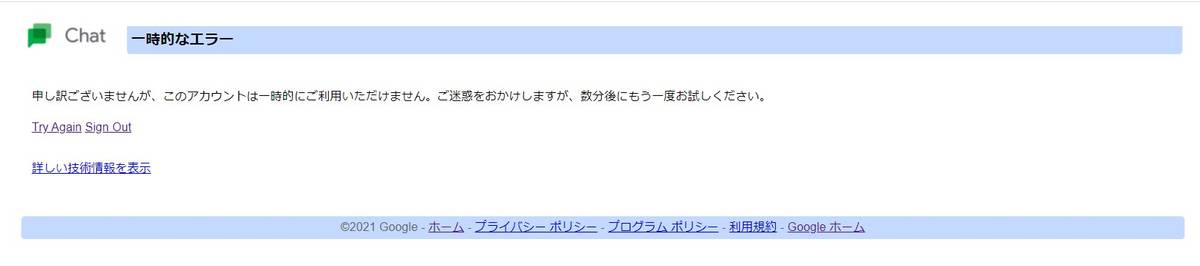 Chat 一時的なエラー
申し訳ございませんが、このアカウントは一時的にご利用いただけません。ご迷惑をおかけしますが、数分後にもう一度お試しください。
Try Again Sign Out
詳しい技術情報を表示
©2021 Google - ホーム - プライバシー ポリシー - プログラム ポリシー - 利用規約 - Google ホーム